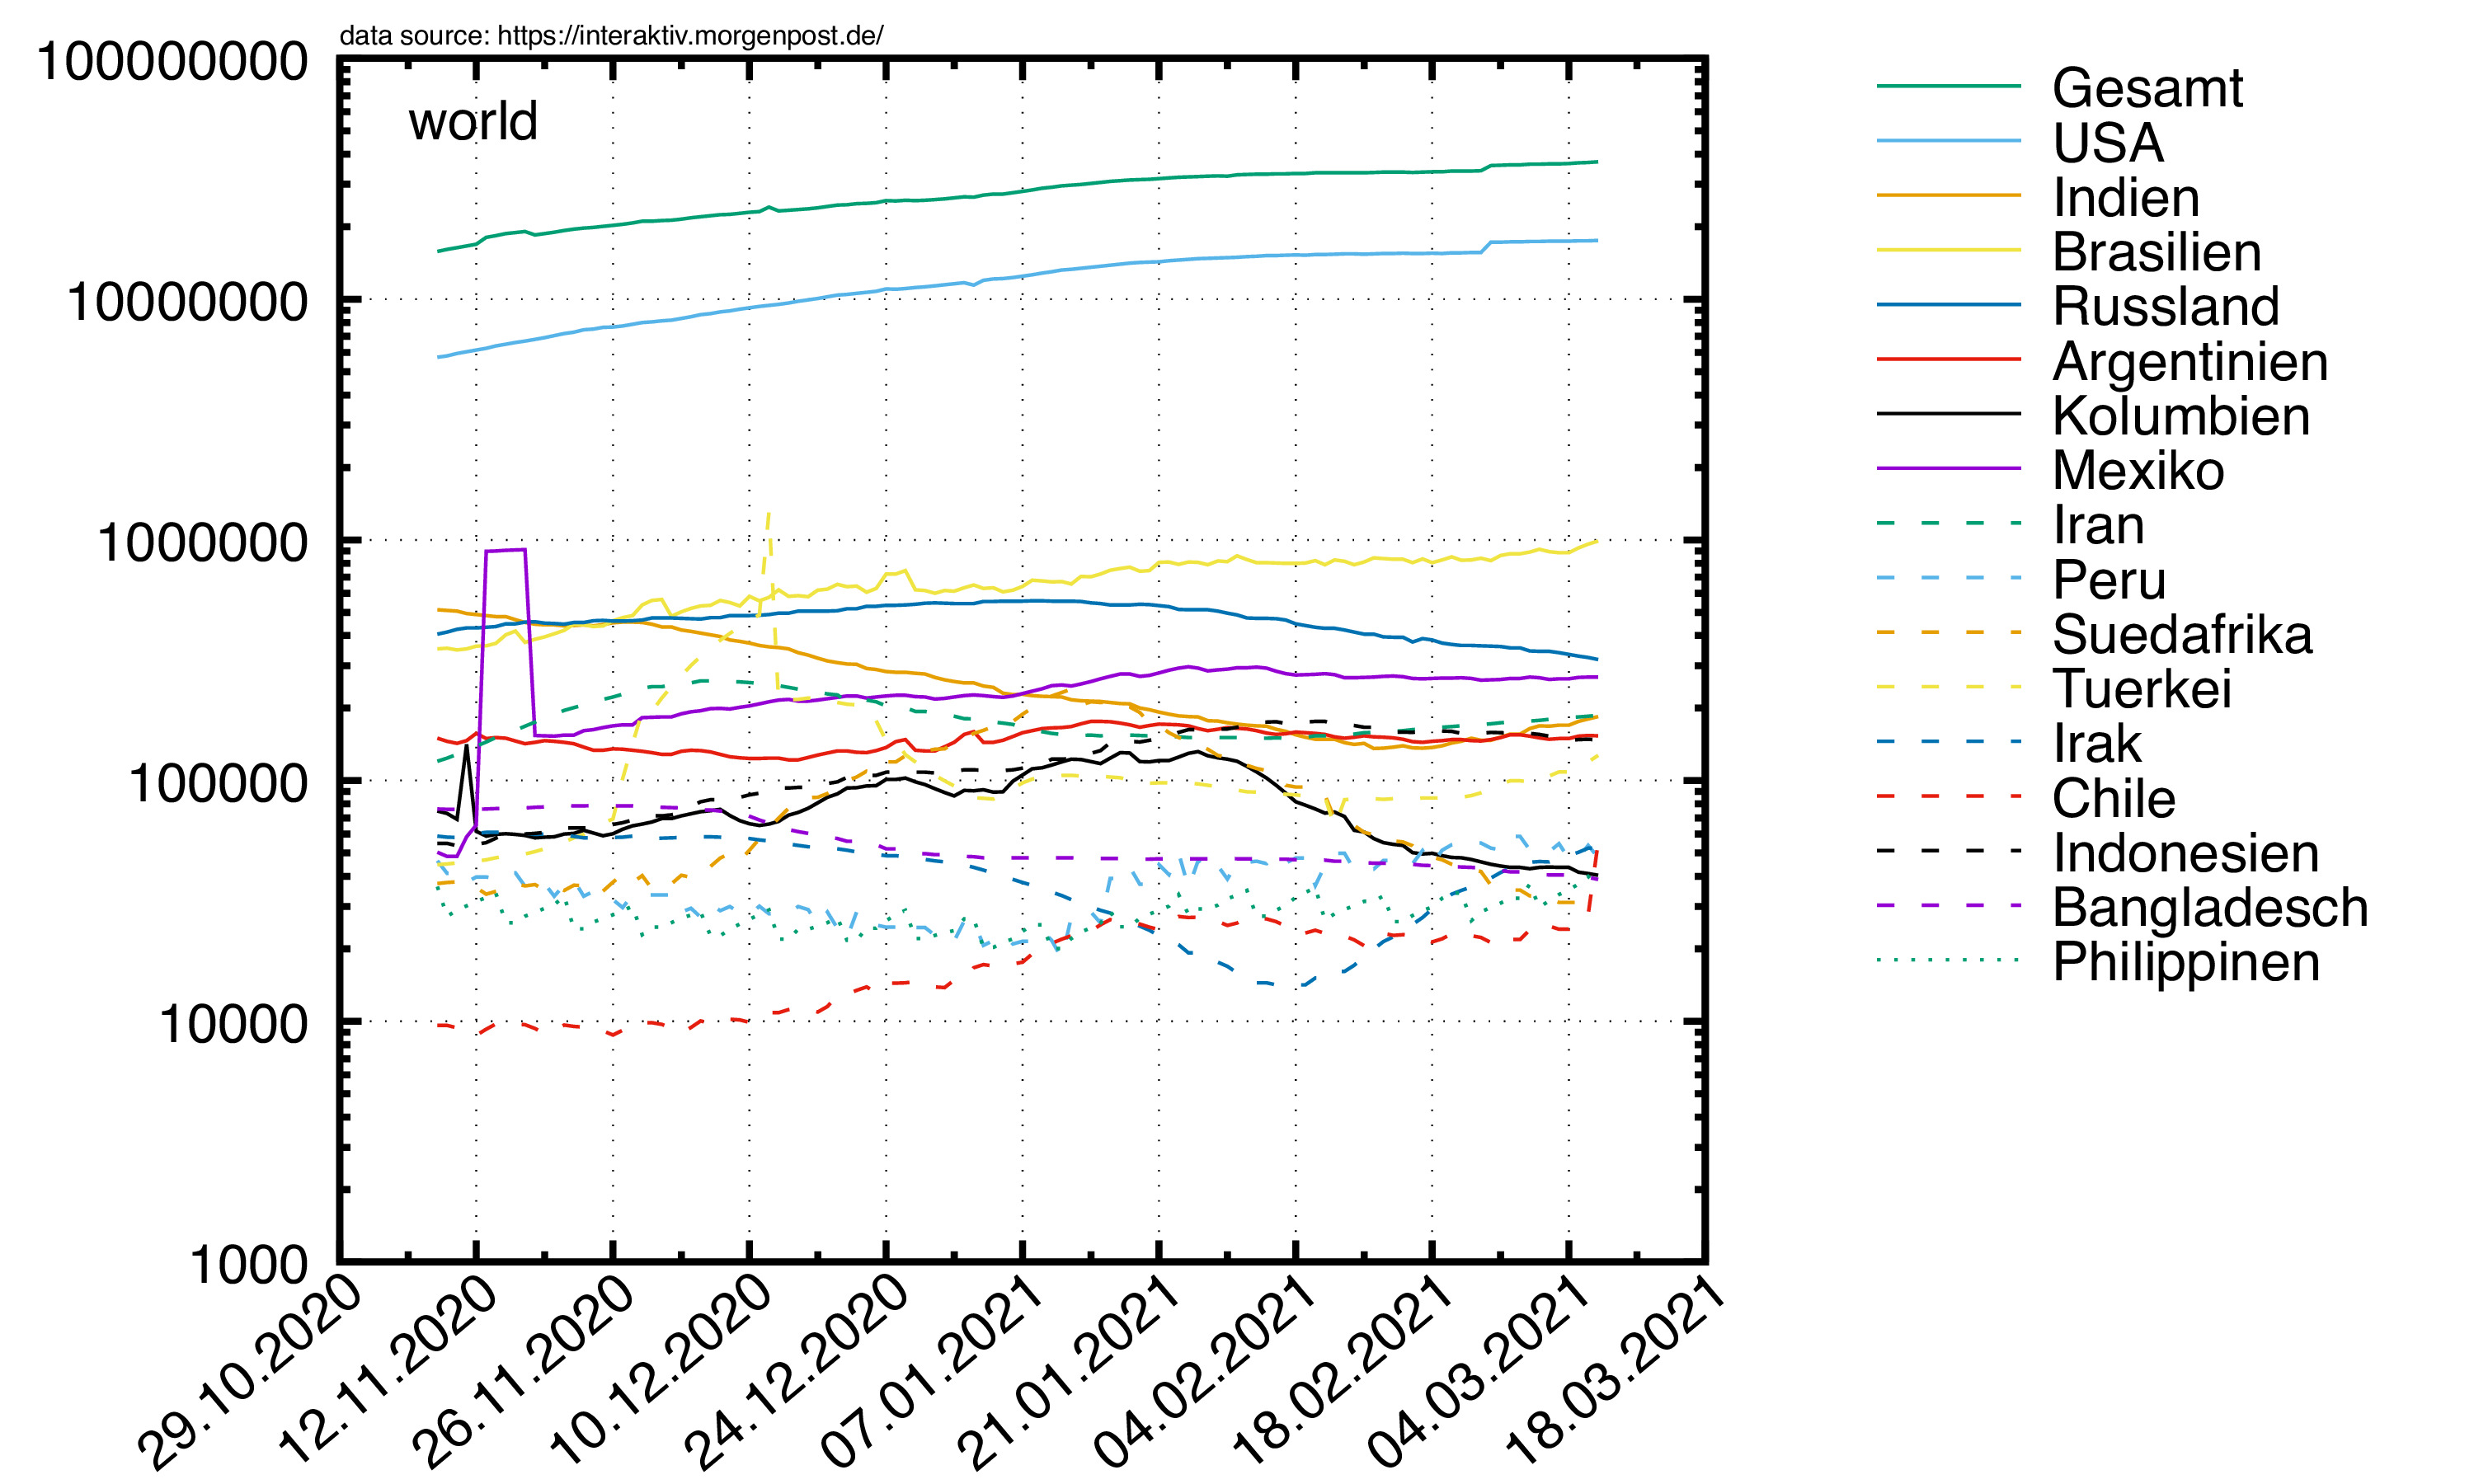 data source: https://interaktiv.morgenpost.de/
100000000
10000000
1000000
100000
10000
1000
world
29.10.2020
12.11.2020
26.11.2020
10.12.2020
24.12.2020
07.01.2021
21.01.2021
04.02.2021
18.02.2021
04.03.2021
18.03.2021
Gesamt
USA
Indien
Brasilien
Russland
Argentinien
Kolumbien
Mexiko
Iran
Peru
Suedafrika
Tuerkei
Irak
Chile
Indonesien
Bangladesch
Philippinen